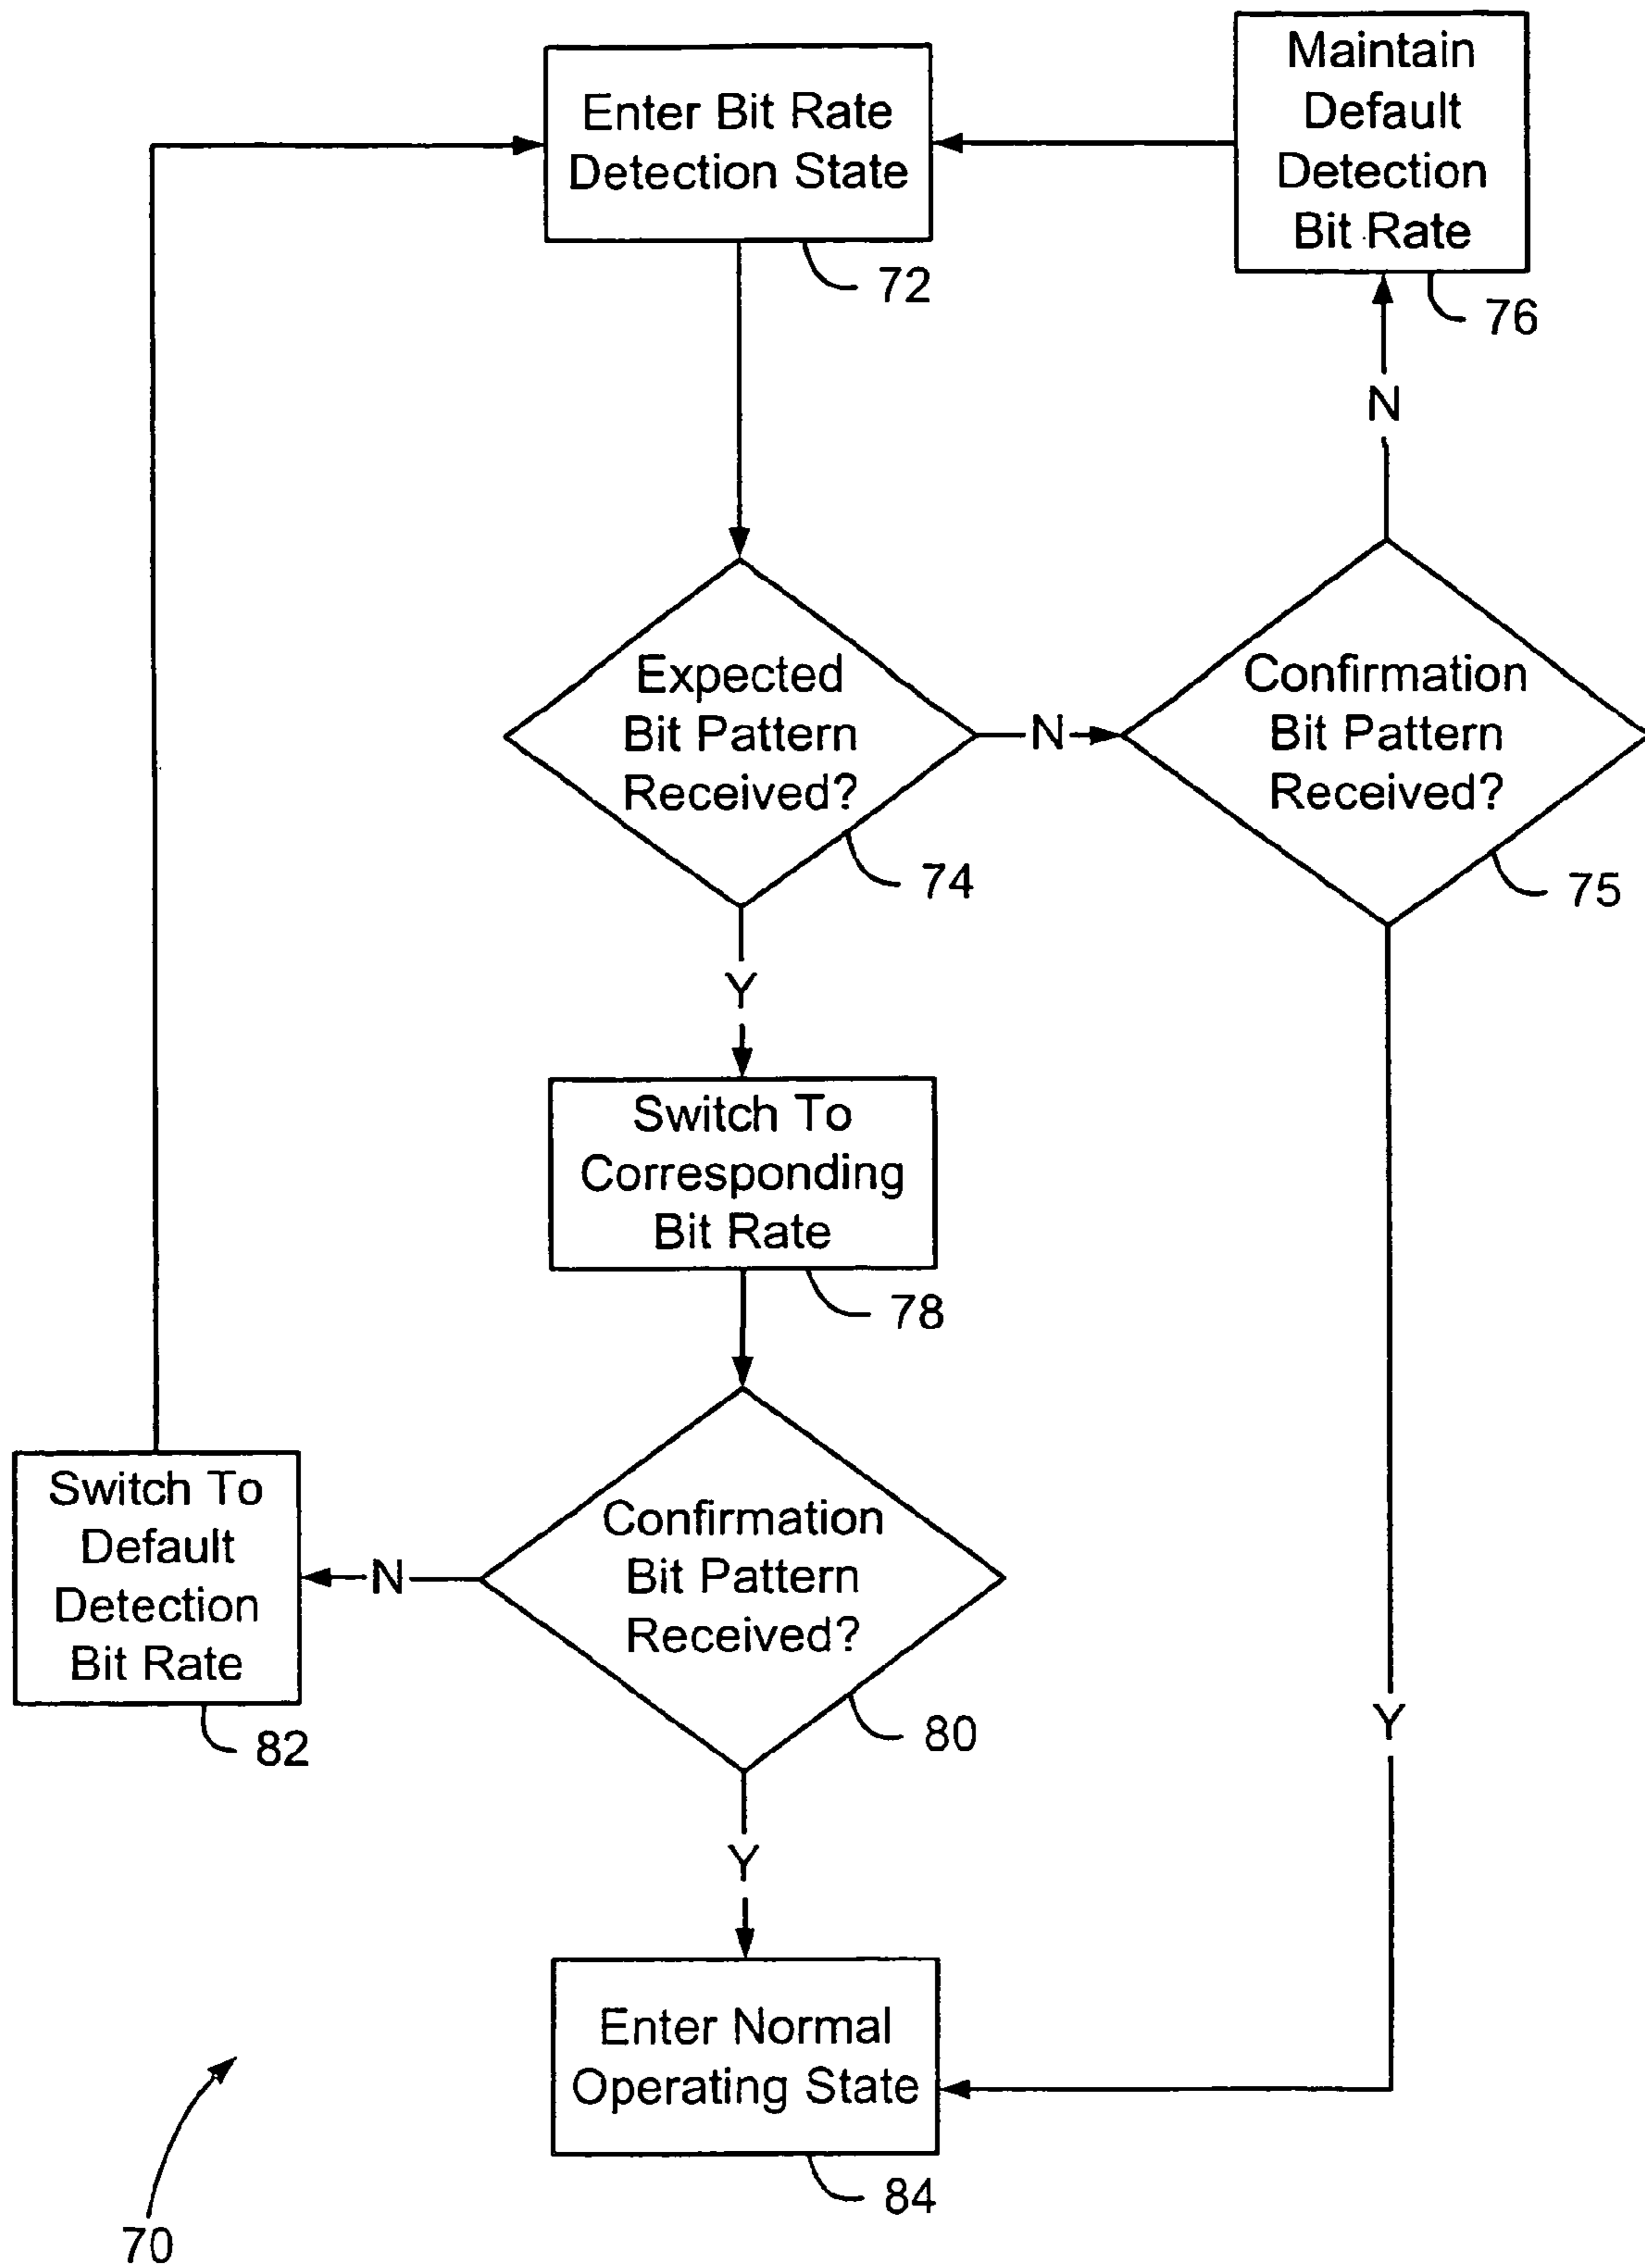 Enter Bit Rate
Detection State
72
Maintain
Default
Detection
Bit Rate
76
N
Expected
Bit Pattern
Received?
74
N
Confirmation
Bit Pattern
Received?
75
Y
Switch To
Corresponding
Bit Rate
78
Switch To
Default
Detection
Bit Rate
82
N
Confirmation
Bit Pattern
Received?
80
Y
Y
Enter Normal
Operating State
84
70